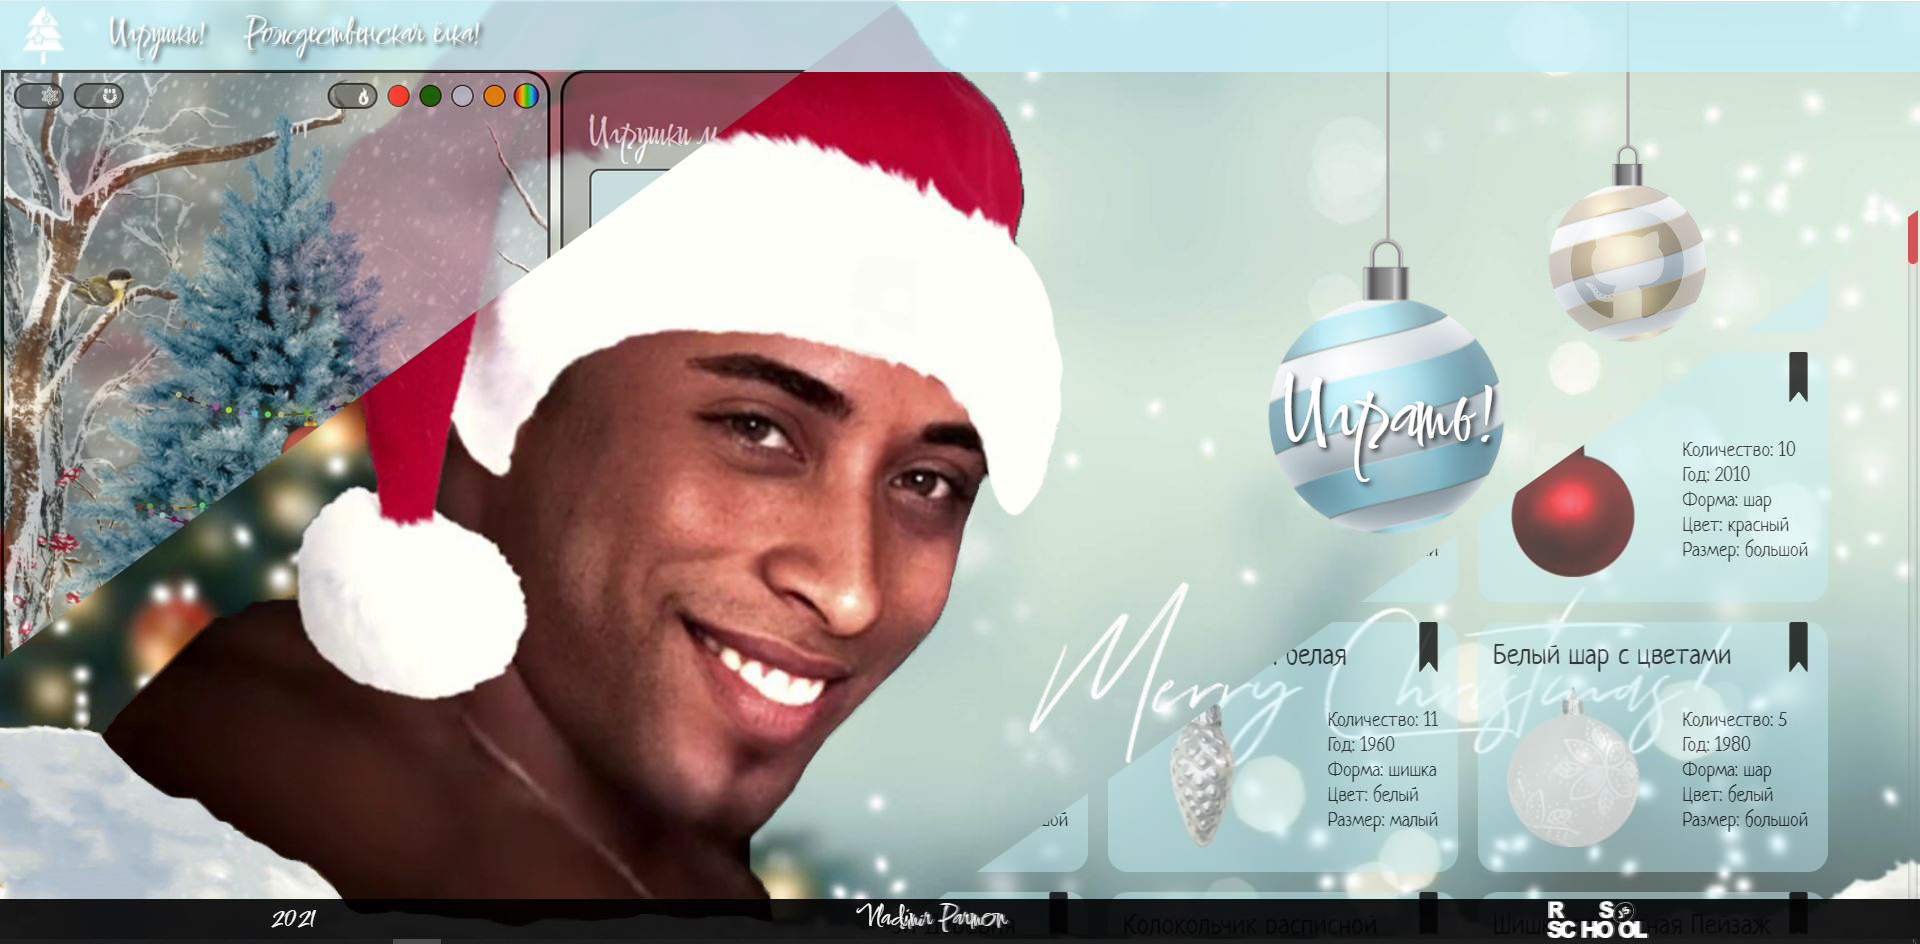 Игрушки!
Рождественская ёлка!
Игрушки
Играть!
Количество: 10
Год: 2010
Форма: шар
Цвет: красный
Размер: большой
Merry Christmas!
белая
Количество: 11
Год: 1960
Форма: шишка
Цвет: белый
Размер: малый
Белый шар с цветами
Количество: 5
Год: 1980
Форма: шар
Цвет: белый
Размер: большой
2021
Vladimir Parmon
Колокольчик расписной
Пейзаж
RS
SCHOOL